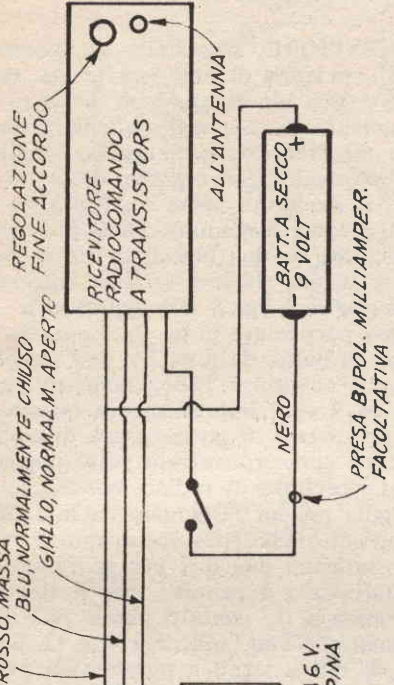 REGOLAZIONE
FINE ACCORDO
RICEVITORE
RADIOCOMANDO
A TRANSISTORS
ALL'ANTENNA
ROSSO, MASSA
BLU, NORMALMENTE CHIUSO
GIALLO, NORMALM. APERTO
- BATT. A SECCO +
9 VOLT
NERO
PRESA BIPOL. MILLIAMPER.
FACOLTATIVA
6 V.